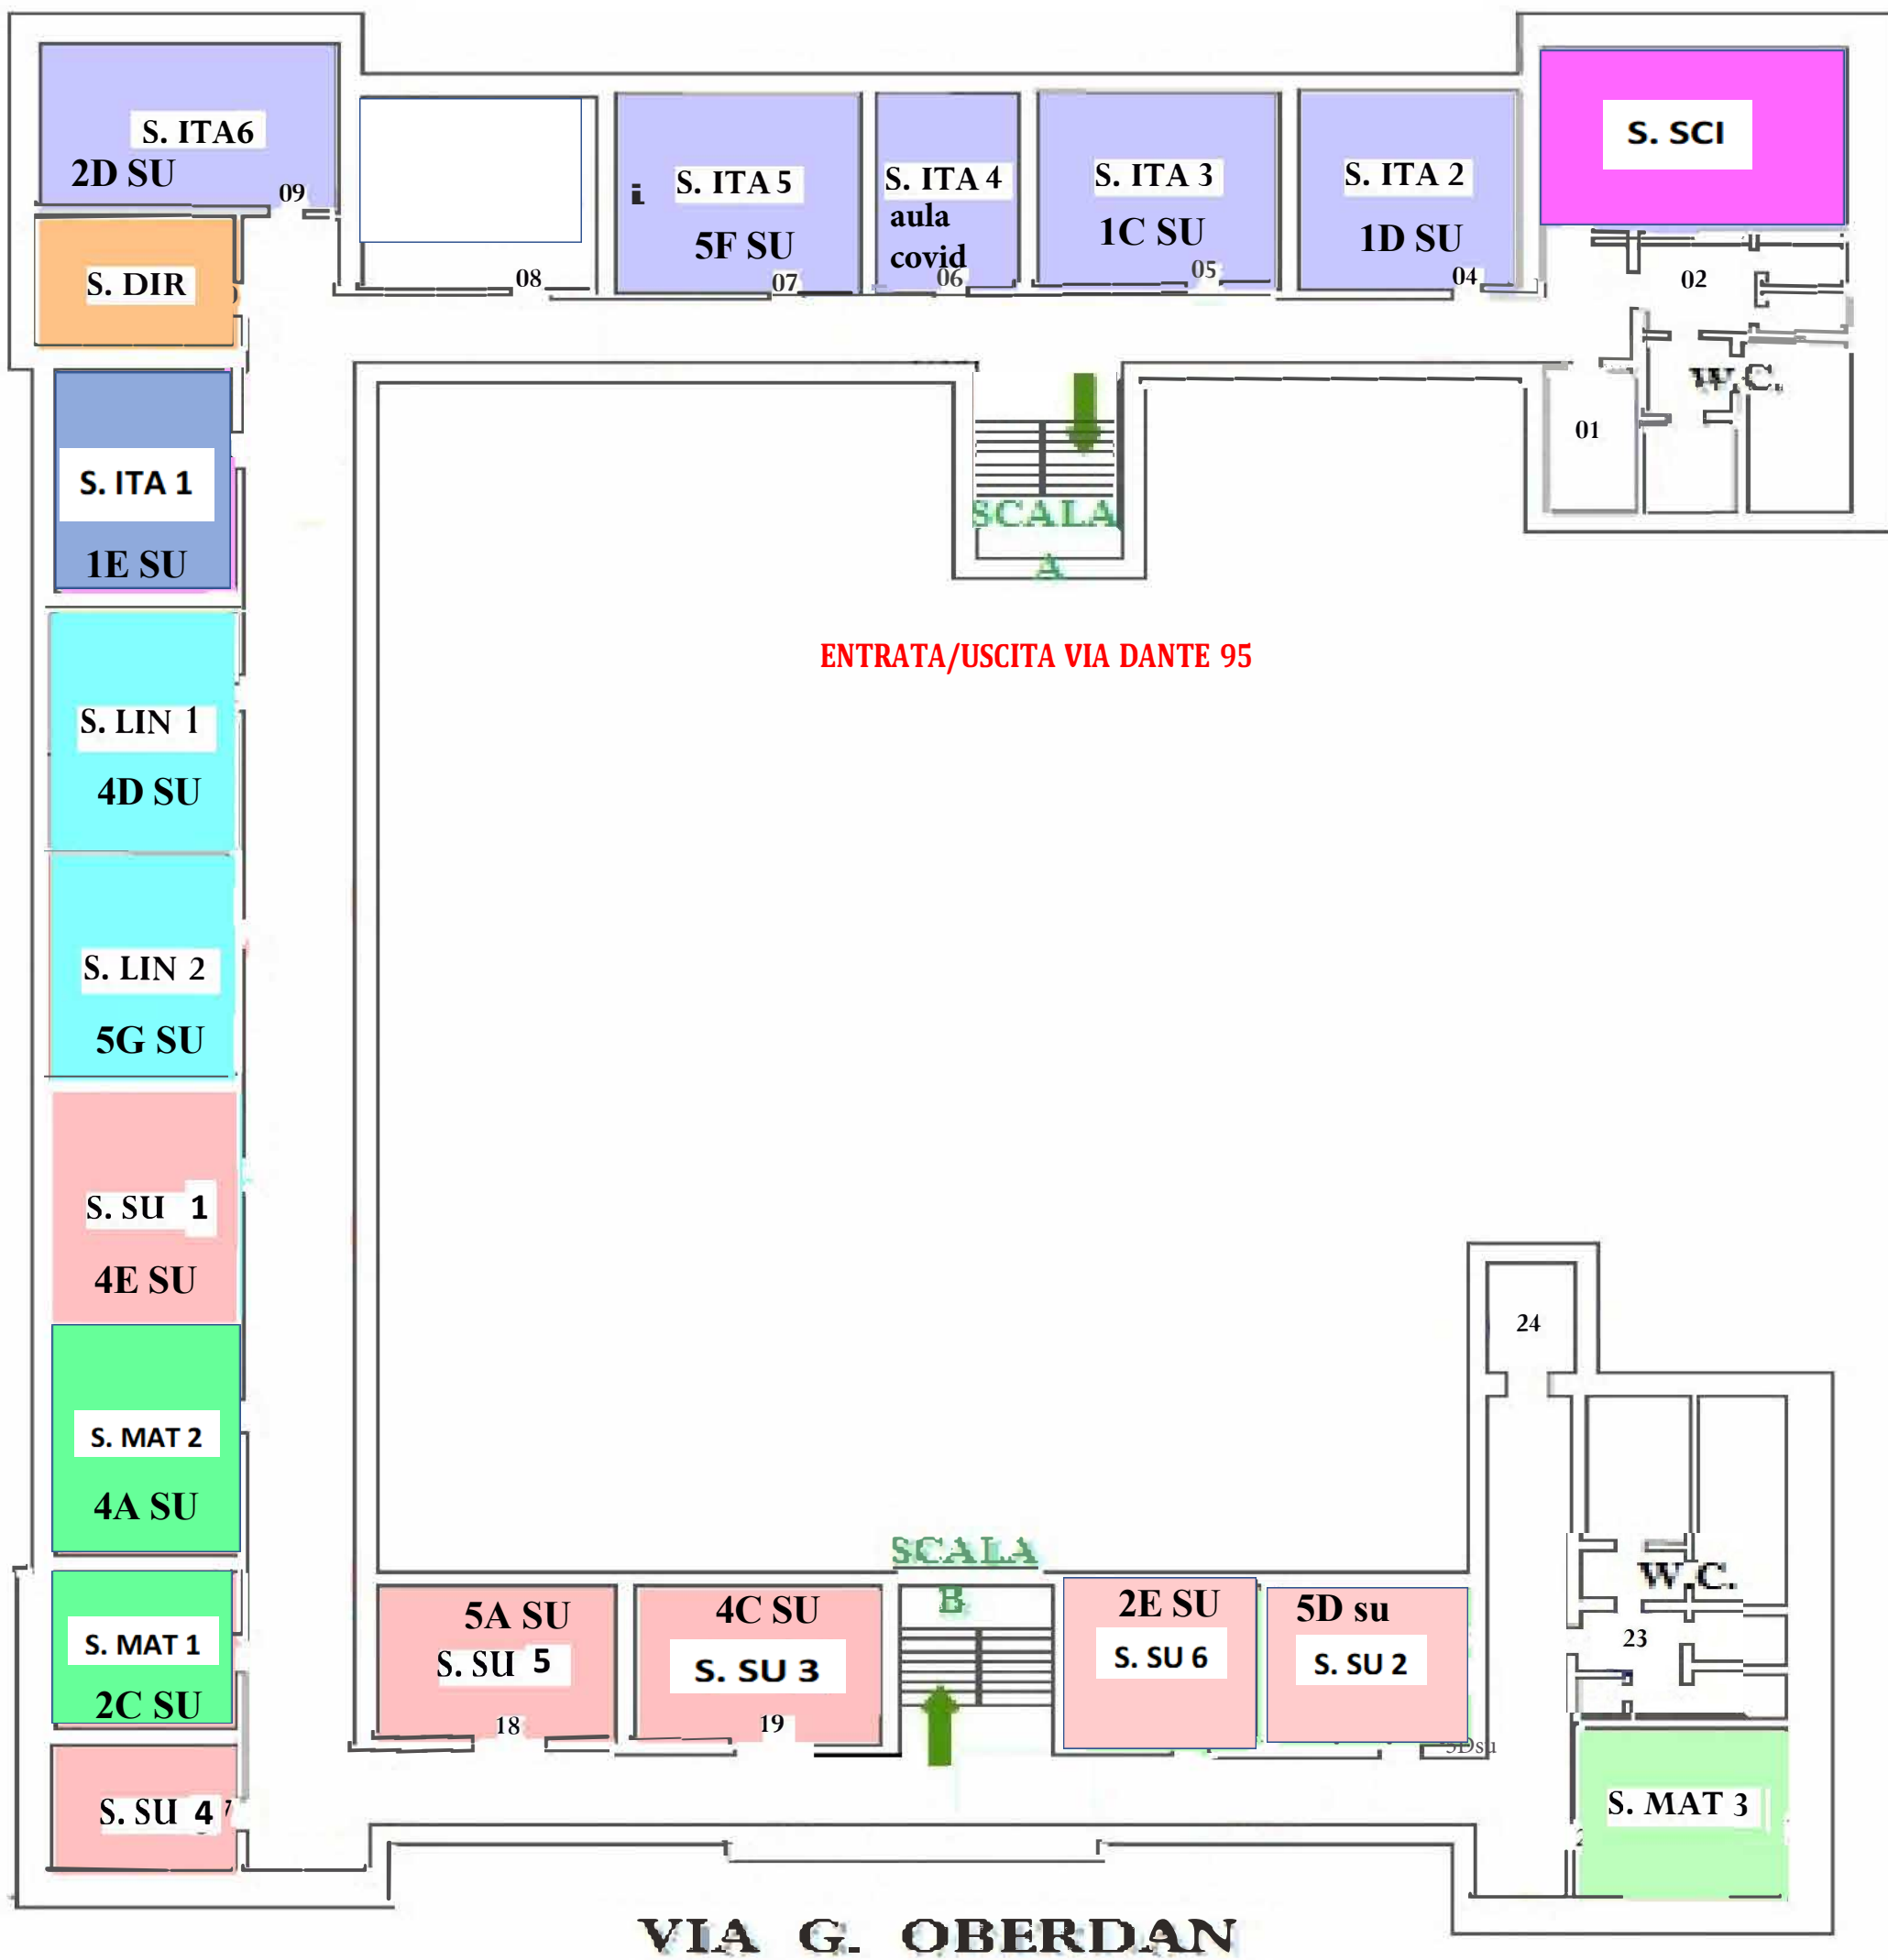 S. ITA6
2D SU
09
S. DIR
08
i
S. ITA 5
5F SU
07
S. ITA 4
aula
covid
06
S. ITA 3
1C SU
05
S. ITA 2
1D SU
04
S. SCI
02
W.C.
01
SCALA
A
ENTRATA/USCITA VIA DANTE 95
S. ITA 1
1E SU
S. LIN 1
4D SU
S. LIN 2
5G SU
S. SU 1
4E SU
S. MAT 2
4A SU
S. MAT 1
2C SU
S. SU 4
5A SU
S. SU 5
18
4C SU
S. SU 3
19
SCALA
B
2E SU
S. SU 6
5D su
S. SU 2
5Dsu
24
W.C.
23
S. MAT 3
VIA G. OBERDAN